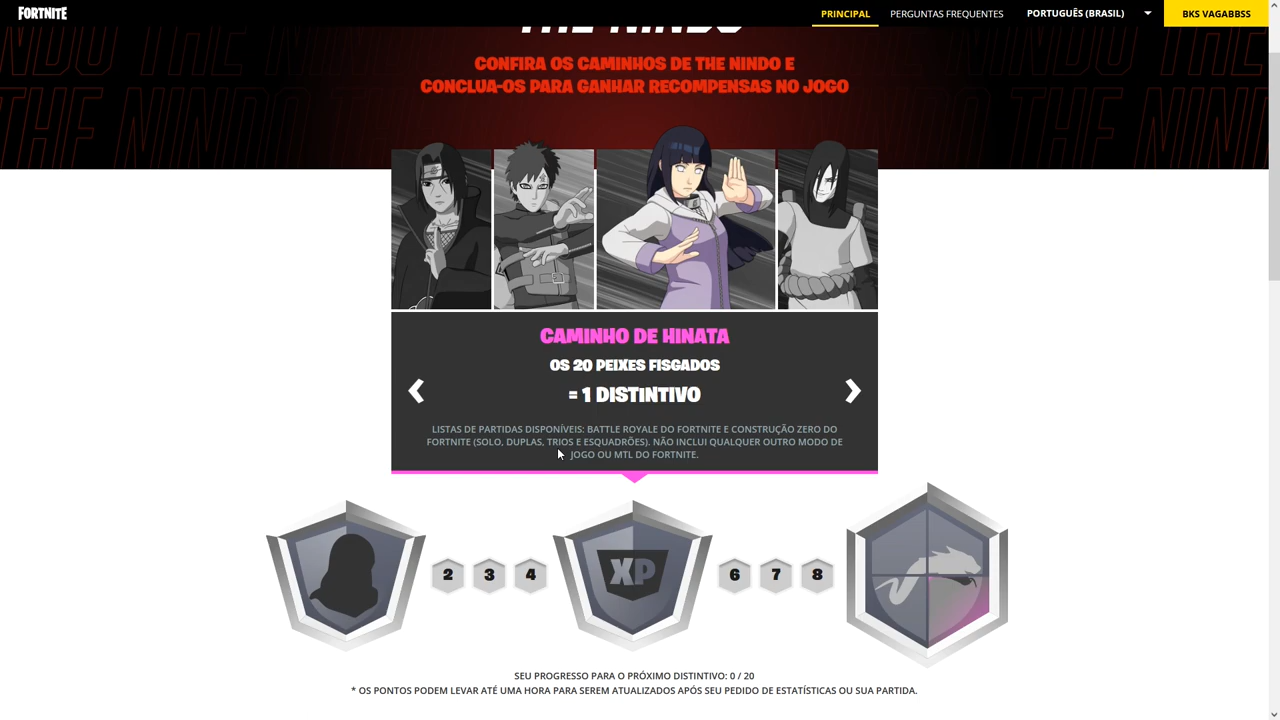 FORTNITE
PRINCIPAL
PERGUNTAS FREQUENTES
PORTUGUÊS (BRASIL)
BKS VAGABBSS
THE NINDO
CONFIRA OS CAMINHOS DE THE NINDO E
CONCLUA-OS PARA GANHAR RECOMPENSAS NO JOGO
CAMINHO DE HINATA
OS 20 PEIXES FISGADOS
= 1 DISTINTIVO
LISTAS DE PARTIDAS DISPONÍVEIS: BATTLE ROYALE DO FORTNITE E CONSTRUÇÃO ZERO DO
FORTNITE (SOLO, DUPLAS, TRIOS E ESQUADRÕES). NÃO INCLUI QUALQUER OUTRO MODO DE
JOGO OU MTL DO FORTNITE.
2 3 4 XP 6 7 8
SEU PROGRESSO PARA O PRÓXIMO DISTINTIVO: 0 / 20
* OS PONTOS PODEM LEVAR ATÉ UMA HORA PARA SEREM ATUALIZADOS APÓS SEU PEDIDO DE ESTATÍSTICAS OU SUA PARTIDA.